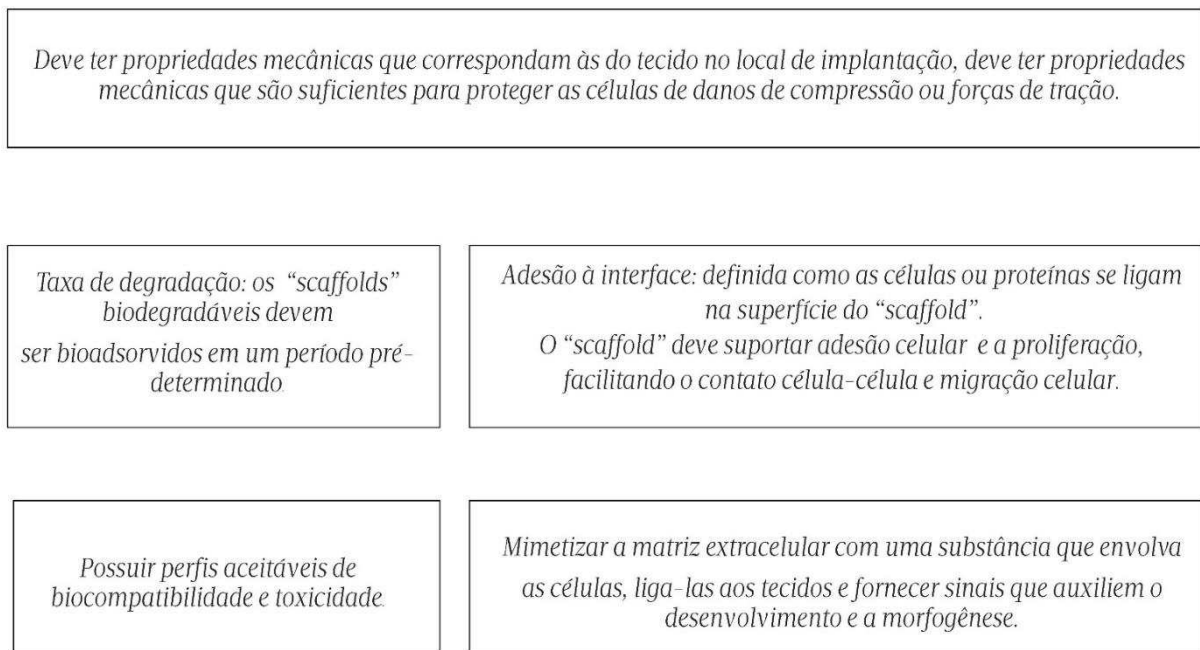 Deve ter propriedades mecânicas que correspondam às do tecido no local de implantação, deve ter propriedades
mecânicas que são suficientes para proteger as células de danos de compressão ou forças de tração.
Taxa de degradação: os “scaffolds”
biodegradáveis devem
ser bioadsorvidos em um período pré-
determinado.
Adesão à interface: definida como as células ou proteínas se ligam
na superfície do “scaffold”.
O “scaffold” deve suportar adesão celular e a proliferação,
facilitando o contato célula-célula e migração celular.
Possuir perfis aceitáveis de
biocompatibilidade e toxicidade.
Mimetizar a matriz extracelular com uma substância que envolva
as células, liga-las aos tecidos e fornecer sinais que auxiliem o
desenvolvimento e a morfogênese.